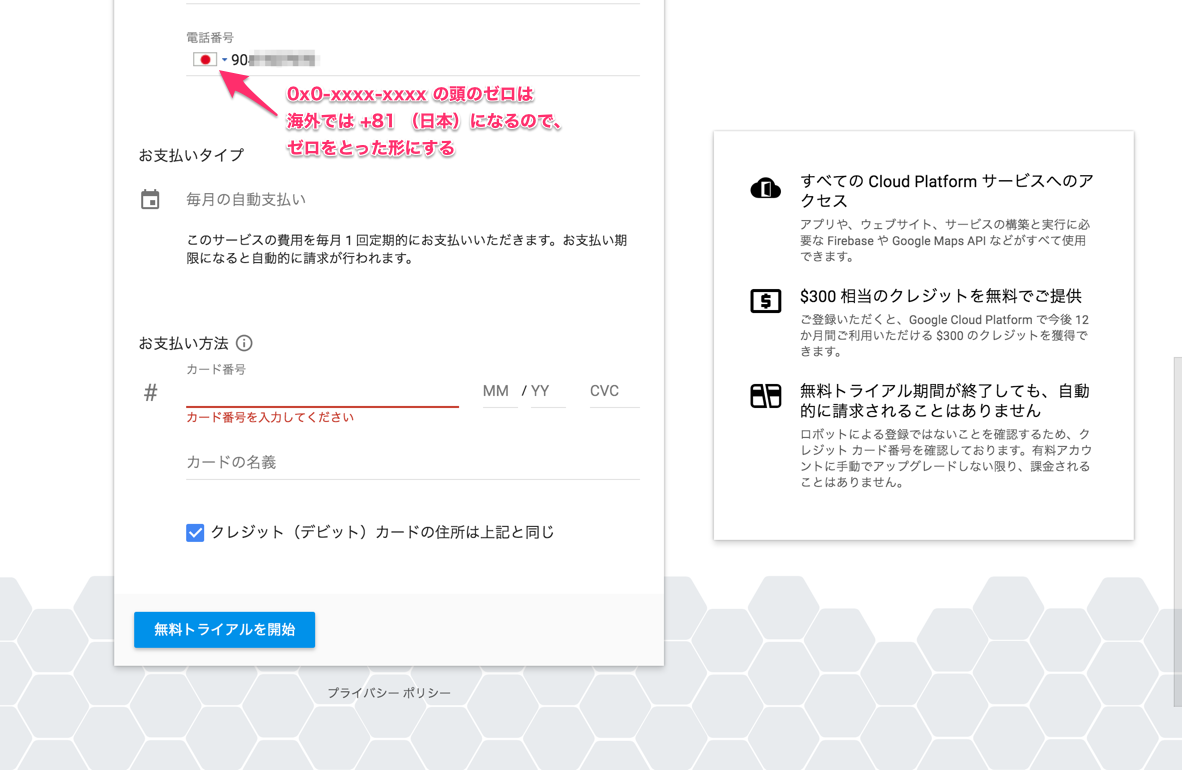 電話番号
90
0x0-xxxx-xxxx の頭のゼロは
海外では +81 (日本)になるので、
ゼロをとった形にする
お支払いタイプ
毎月の自動支払い
このサービスの費用を毎月 1 回定期的にお支払いいただきます。お支払い期
限になると自動的に請求が行われます。
お支払い方法
カード番号
# MM / YY CVC
カード番号を入力してください
カードの名義
クレジット（デビット）カードの住所は上記と同じ
無料トライアルを開始
プライバシー ポリシー
すべての Cloud Platform サービスへのア
クセス
アプリや、ウェブサイト、サービスの構築と実行に必
要な Firebase や Google Maps API などがすべて使用
できます。
$300 相当のクレジットを無料でご提供
ご登録いただくと、Google Cloud Platform で今後 12
か月間ご利用いただける $300 のクレジットを獲得で
きます。
無料トライアル期間が終了しても、自動
的に請求されることはありません
ロボットによる登録ではないことを確認するため、ク
レジット カード番号を確認しております。有料アカウ
ントに手動でアップグレードしない限り、課金される
ことはありません。